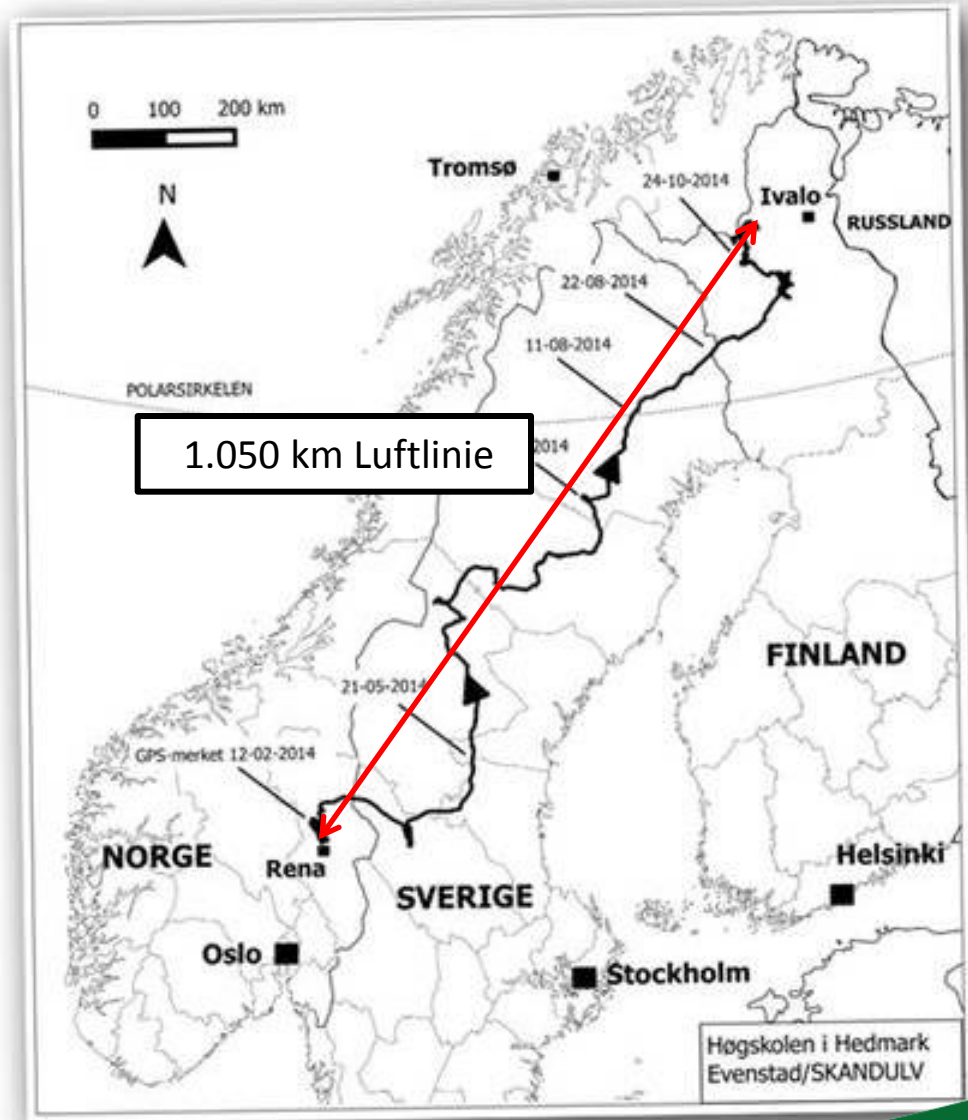 0 100 200 km
N
Tromsø
24-10-2014
Ivalo
RUSSLAND
22-08-2014
11-08-2014
POLARSIRKELEN
1.050 km Luftlinie
2014
FINLAND
21-05-2014
GPS-merket 12-02-2014
NORGE
Rena
Helsinki
SVERIGE
Oslo
Stockholm
Høgskolen i Hedmark
Evenstad/SKANDULV